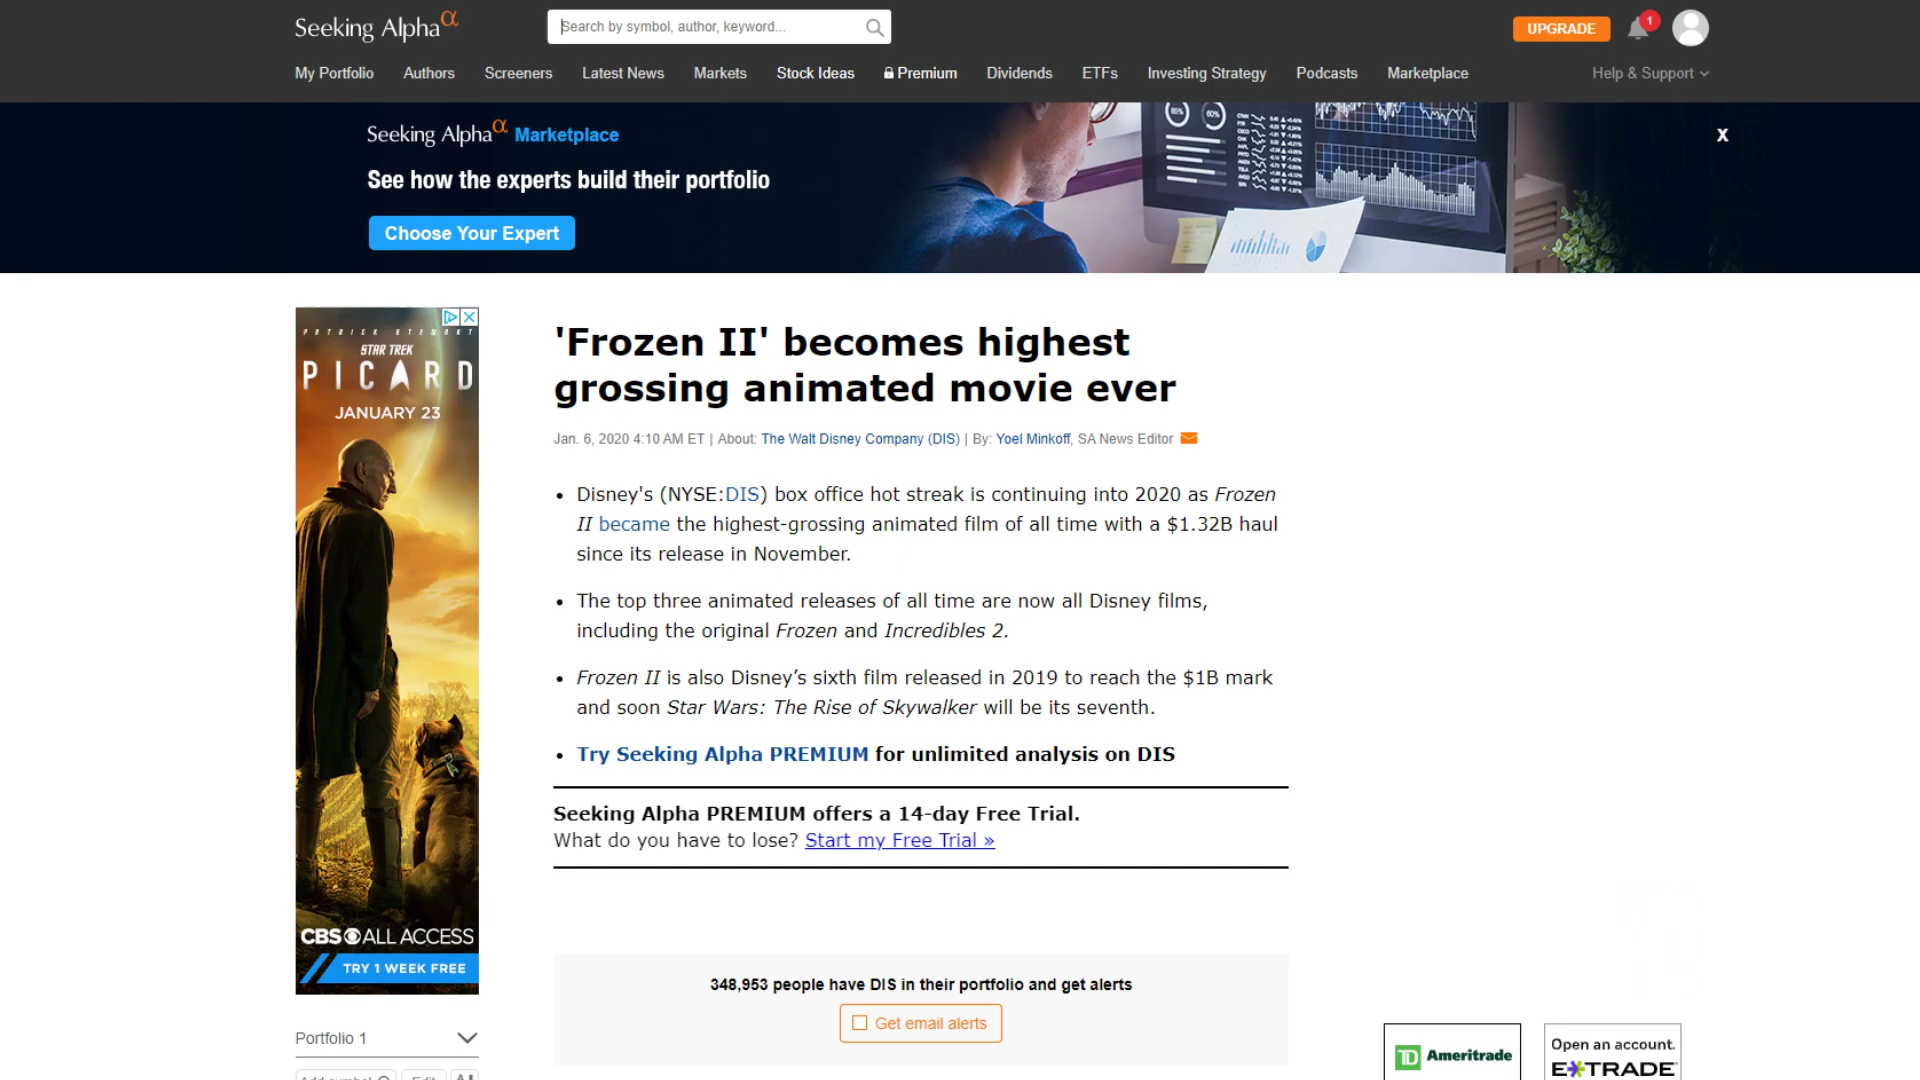 Seeking Alphaα
Search by symbol, author, keyword...
UPGRADE
1
My Portfolio
Authors
Screeners
Latest News
Markets
Stock Ideas
Premium
Dividends
ETFs
Investing Strategy
Podcasts
Marketplace
Help & Support
Seeking Alphaα Marketplace
See how the experts build their portfolio
Choose Your Expert
X
PATRICK STEWART
STAR TREK
PICARD
JANUARY 23
CBS ALL ACCESS
TRY 1 WEEK FREE
Portfolio 1
Add symbol
Edit
'Frozen II' becomes highest
grossing animated movie ever
Jan. 6, 2020 4:10 AM ET | About: The Walt Disney Company (DIS) | By: Yoel Minkoff, SA News Editor
• Disney's (NYSE:DIS) box office hot streak is continuing into 2020 as Frozen
II became the highest-grossing animated film of all time with a $1.32B haul
since its release in November.
• The top three animated releases of all time are now all Disney films,
including the original Frozen and Incredibles 2.
• Frozen II is also Disney’s sixth film released in 2019 to reach the $1B mark
and soon Star Wars: The Rise of Skywalker will be its seventh.
• Try Seeking Alpha PREMIUM for unlimited analysis on DIS
Seeking Alpha PREMIUM offers a 14-day Free Trial.
What do you have to lose? Start my Free Trial »
348,953 people have DIS in their portfolio and get alerts
Get email alerts
TD Ameritrade
Open an account.
E*TRADE